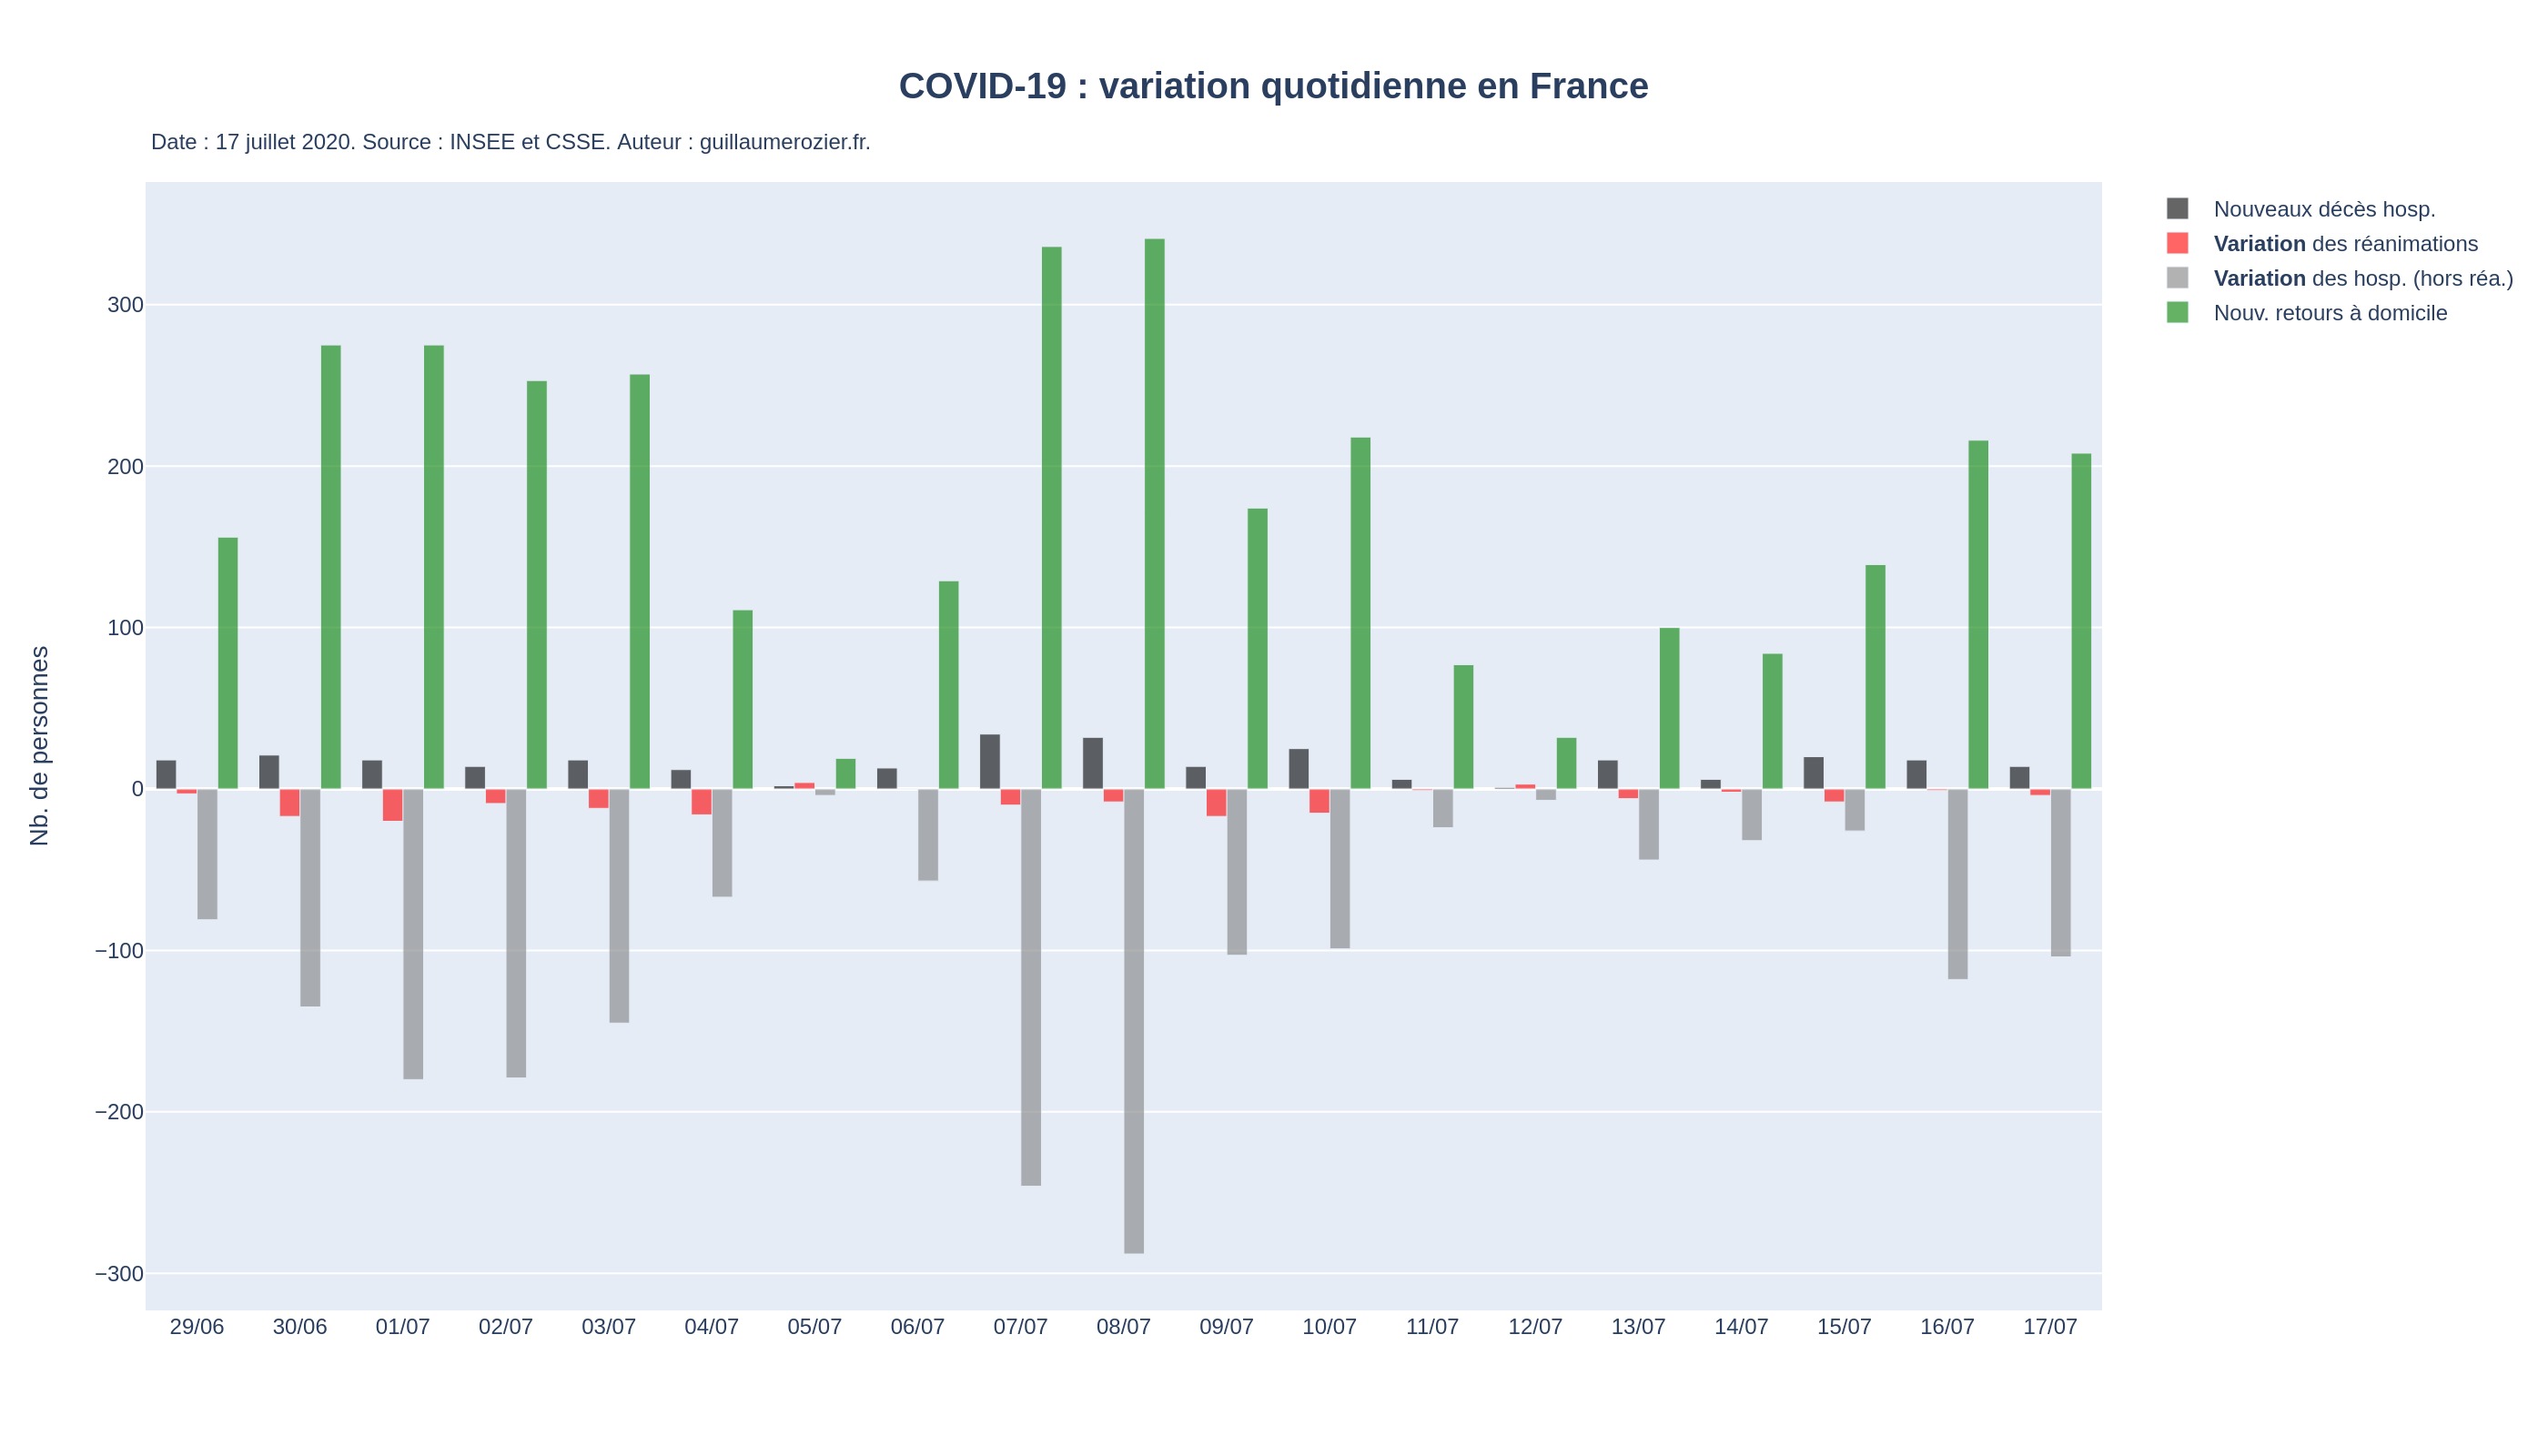 COVID-19 : variation quotidienne en France
Date : 17 juillet 2020. Source : INSEE et CSSE. Auteur : guillaumerozier.fr.
Nouveaux décès hosp.
Variation des réanimations
Variation des hosp. (hors réa.)
Nouv. retours à domicile
Nb. de personnes
300
200
100
0
−100
−200
−300
29/06 30/06 01/07 02/07 03/07 04/07 05/07 06/07 07/07 08/07 09/07 10/07 11/07 12/07 13/07 14/07 15/07 16/07 17/07